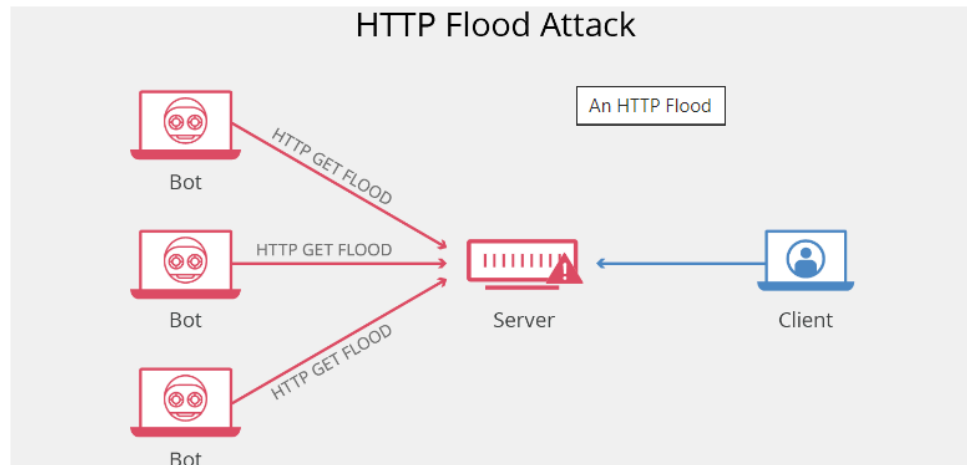 HTTP Flood Attack
An HTTP Flood
HTTP GET FLOOD
Bot
HTTP GET FLOOD
Bot
Server
Client
HTTP GET FLOOD
Bot